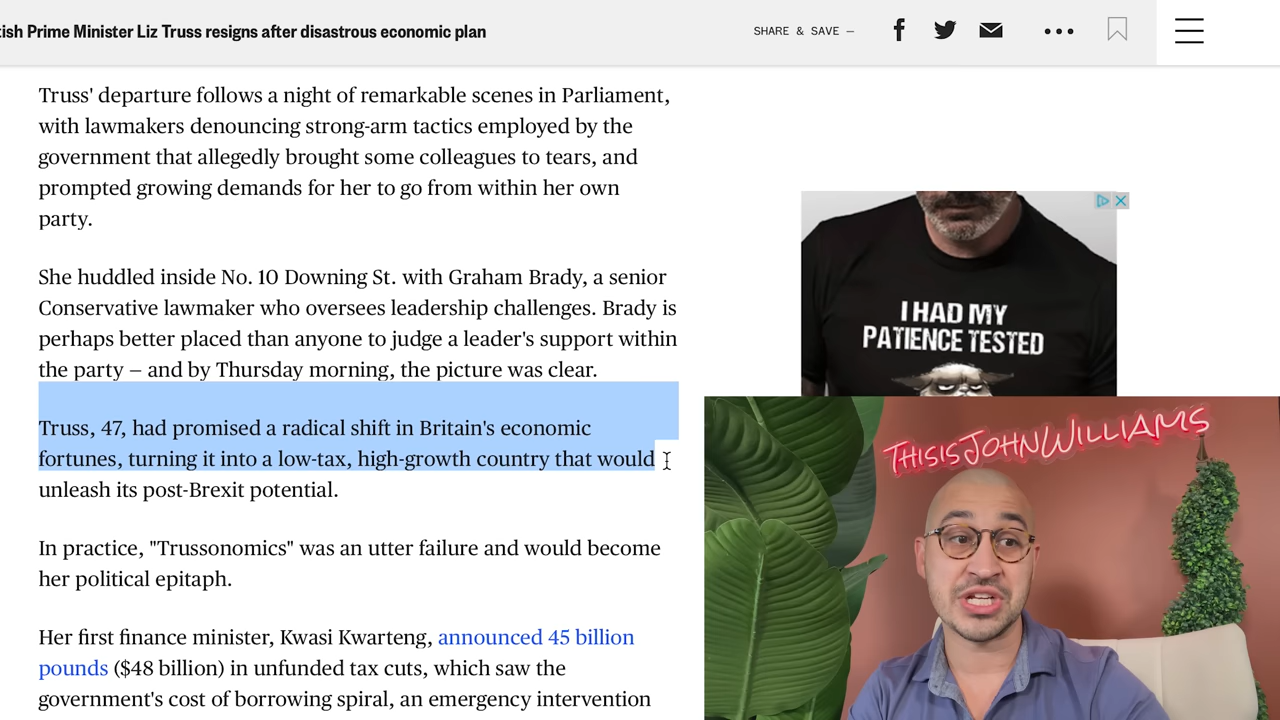 tish Prime Minister Liz Truss resigns after disastrous economic plan
SHARE & SAVE —
Truss' departure follows a night of remarkable scenes in Parliament,
with lawmakers denouncing strong-arm tactics employed by the
government that allegedly brought some colleagues to tears, and
prompted growing demands for her to go from within her own
party.
She huddled inside No. 10 Downing St. with Graham Brady, a senior
Conservative lawmaker who oversees leadership challenges. Brady is
perhaps better placed than anyone to judge a leader's support within
the party — and by Thursday morning, the picture was clear.
Truss, 47, had promised a radical shift in Britain's economic
fortunes, turning it into a low-tax, high-growth country that would
unleash its post-Brexit potential.
In practice, "Trussonomics" was an utter failure and would become
her political epitaph.
Her first finance minister, Kwasi Kwarteng, announced 45 billion
pounds ($48 billion) in unfunded tax cuts, which saw the
government's cost of borrowing spiral, an emergency intervention
I HAD MY
PATIENCE TESTED
THISISJOHNWILLIAMS